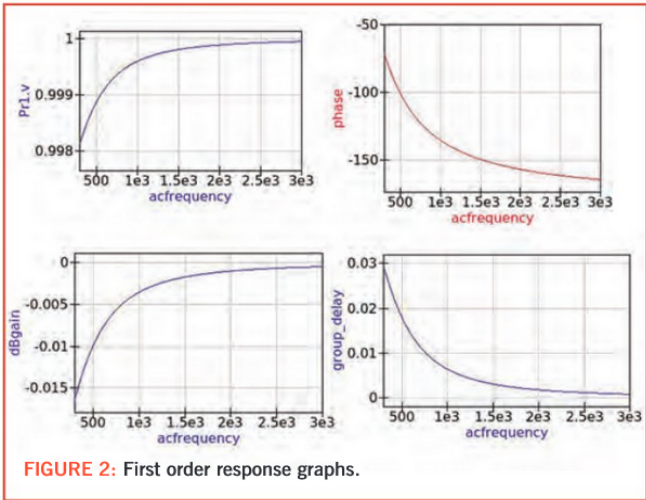 1
0.999
0.998
Pr1.v
500 1e3 1.5e3 2e3 2.5e3 3e3
acfrequency
-50
-100
-150
phase
500 1e3 1.5e3 2e3 2.5e3 3e3
acfrequency
0
-0.005
-0.01
-0.015
dBgain
500 1e3 1.5e3 2e3 2.5e3 3e3
acfrequency
0.03
0.02
0.01
0
group_delay
500 1e3 1.5e3 2e3 2.5e3 3e3
acfrequency
FIGURE 2: First order response graphs.